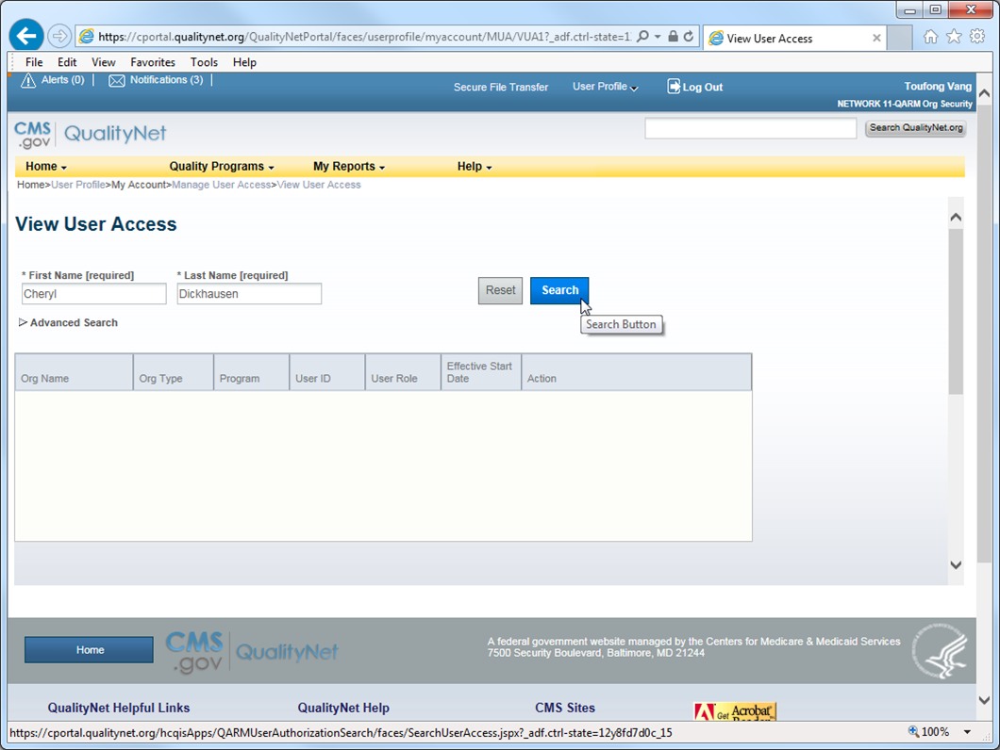 https://cportal.qualitynet.org/QualityNetPortal/faces/userprofile/myaccount/MUA/VUA1?_adf.ctrl-state=1
View User Access
File Edit View Favorites Tools Help
Alerts (0) | Notifications (3) |
Secure File Transfer User Profile Log Out
Toufong Vang
NETWORK 11-QARM Org Security
CMS .gov QualityNet
Search QualityNet.org
Home Quality Programs My Reports Help
Home>User Profile>My Account>Manage User Access>View User Access
View User Access
* First Name [required] * Last Name [required]
Cheryl Dickhausen Reset Search
Search Button
Advanced Search
Org Name Org Type Program User ID User Role Effective Start Date Action
Home
CMS .gov QualityNet
A federal government website managed by the Centers for Medicare & Medicaid Services
7500 Security Boulevard, Baltimore, MD 21244
QualityNet Helpful Links QualityNet Help CMS Sites
Get Acrobat Reader
https://cportal.qualitynet.org/hcqisApps/QARMUserAuthorizationSearch/faces/SearchUserAccess.jspx?_adf.ctrl-state=12y8fd7d0c_15
100%